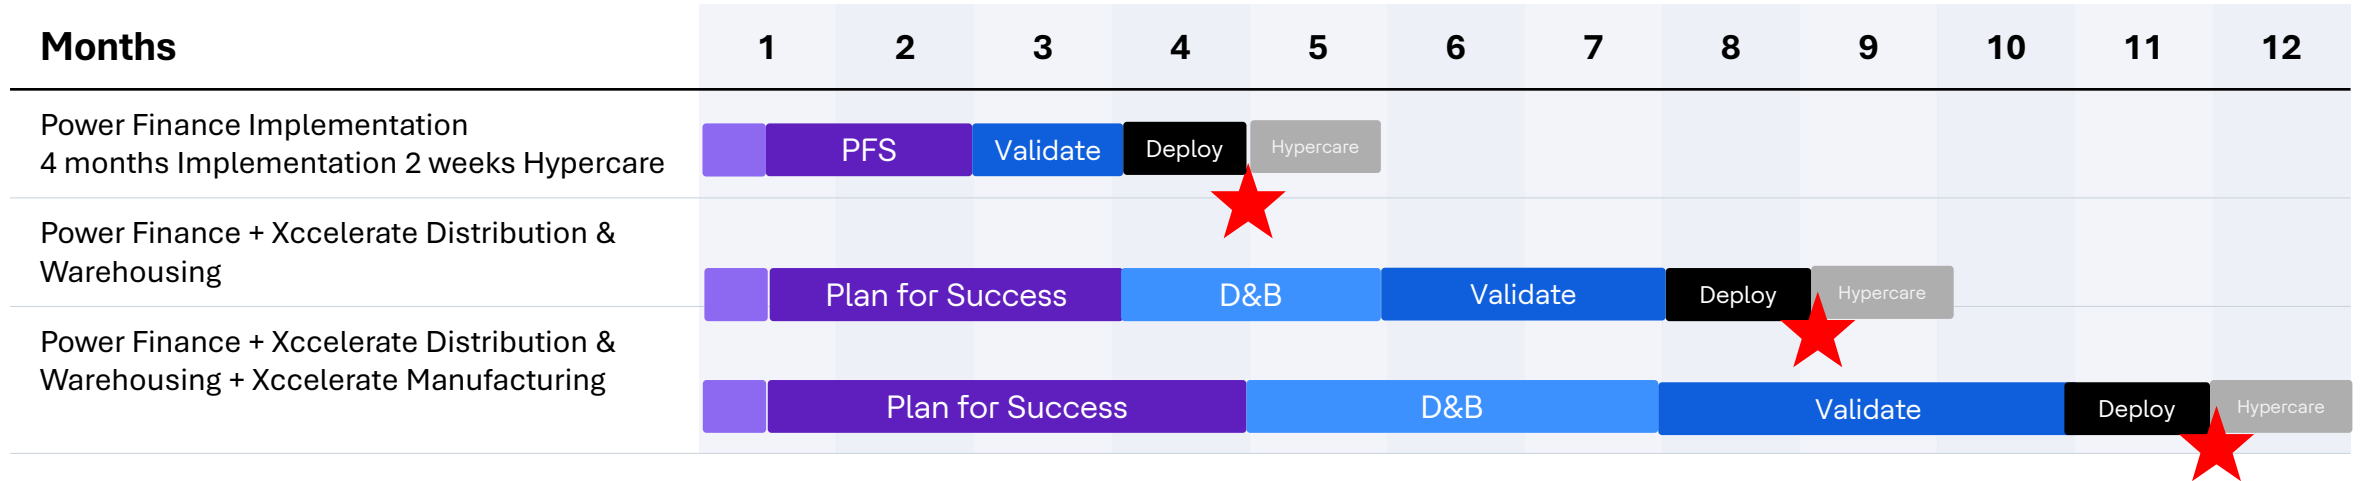 Months 1 2 3 4 5 6 7 8 9 10 11 12
Power Finance Implementation
4 months Implementation 2 weeks Hypercare
PFS Validate Deploy Hypercare
Power Finance + Xccelerate Distribution &
Warehousing
Plan for Success D&B Validate Deploy Hypercare
Power Finance + Xccelerate Distribution &
Warehousing + Xccelerate Manufacturing
Plan for Success D&B Validate Deploy Hypercare